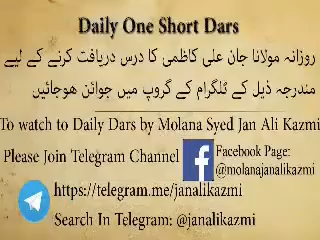 Daily One Short Dars
روزانہ مولانا جان علی کاظمی کا درس دریافت کرنے کے لیے
مندرجہ ذیل کے ٹلگرام کے گروپ میں جوائن ہوجائیں
To watch to Daily Dars by Molana Syed Jan Ali Kazmi
Please Join Telegram Channel
Facebook Page:
@molanajanalikazmi
https://telegram.me/janalikazmi
Search In Telegram: @janalikazmi